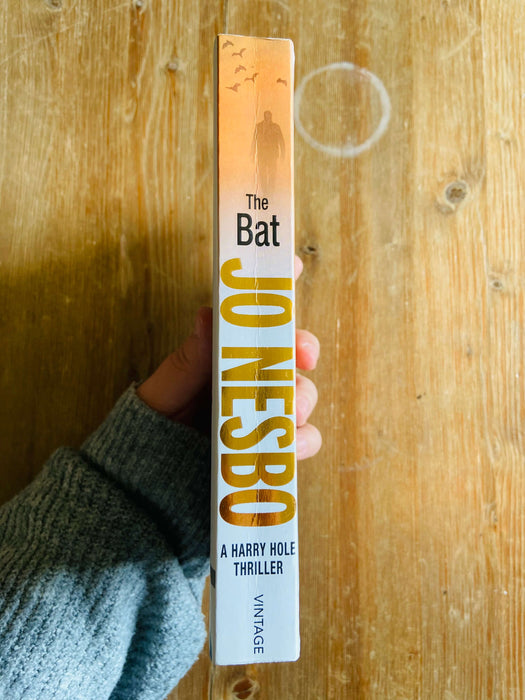 The
Bat
JO NESBO
A HARRY HOLE
THRILLER
VINTAGE